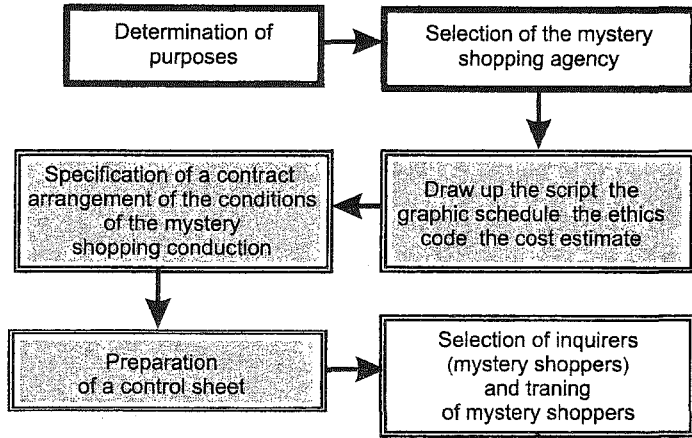 Determination of
purposes
Selection of the mystery
shopping agency
Draw up the script the
graphic schedule the ethics
code the cost estimate
Specification of a contract
arrangement of the conditions
of the mystery
shopping conduction
Preparation
of a control sheet
Selection of inquirers
(mystery shoppers)
and traning
of mystery shoppers